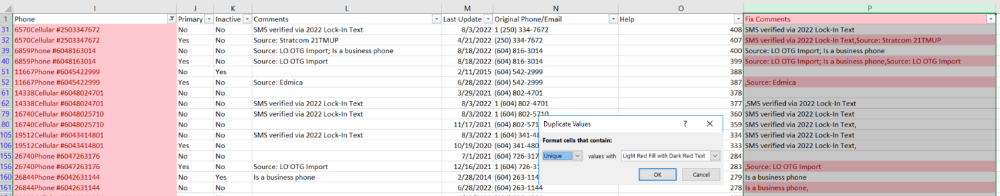 I J K L M N O P
1 Phone Primary Inactive Comments Last Update Original Phone/Email Help Fix Comments
31 6570Cellular #2503347672 No No SMS verified via 2022 Lock-In Text 8/3/2022 1 (250) 334-7672 408 SMS verified via 2022 Lock-In Text
32 6570Cellular #2503347672 Yes No Source: Stratcom 21TMUP 4/21/2022 (250) 334-7672 407 SMS verified via 2022 Lock-In Text,Source: Stratcom 21TMUP
39 6859Phone #6048163014 No No Source: LO OTG Import; Is a business phone 8/18/2022 (604) 816-3014 400 Source: LO OTG Import; Is a business phone
40 6859Phone #6048163014 Yes No Source: LO OTG Import 8/18/2022 (604) 816-3014 399 Source: LO OTG Import; Is a business phone,Source: LO OTG Import
51 11667Phone #6045422999 No Yes 2/11/2015 (604) 542-2999 388
52 11667Phone #6045422999 Yes No Source: Edmica 6/28/2022 (604) 542-2999 387 ,Source: Edmica
61 14338Cellular #6048024701 No No 3/29/2021 (604) 802-4701 378
62 14338Cellular #6048024701 No No SMS verified via 2022 Lock-In Text 8/3/2022 1 (604) 802-4701 377 ,SMS verified via 2022 Lock-In Text
79 16740Cellular #6048025710 No No SMS verified via 2022 Lock-In Text 8/3/2022 1 (604) 802-5710 360 SMS verified via 2022 Lock-In Text
80 16740Cellular #6048025710 No No 11/17/2021 (604) 802-571 359 SMS verified via 2022 Lock-In Text,
105 19512Cellular #6043414801 No No SMS verified via 2022 Lock-In Text 8/3/2022 1 (604) 341-48 334 SMS verified via 2022 Lock-In Text
106 19512Cellular #6043414801 Yes No 10/19/2020 (604) 341-480 333 SMS verified via 2022 Lock-In Text,
155 26740Phone #6047263176 No No 7/1/2021 (604) 726-317 284
156 26740Phone #6047263176 Yes No Source: LO OTG Import 12/16/2021 1 (604) 726-31 283 ,Source: LO OTG Import
160 26844Phone #6042631144 No Yes Is a business phone 2/28/2014 (604) 263-114 279 Is a business phone
161 26844Phone #6042631144 No No 6/28/2022 (604) 263-1144 278 Is a business phone,
Duplicate Values ?
Format cells that contain:
Unique values with Light Red Fill with Dark Red Text
OK Cancel